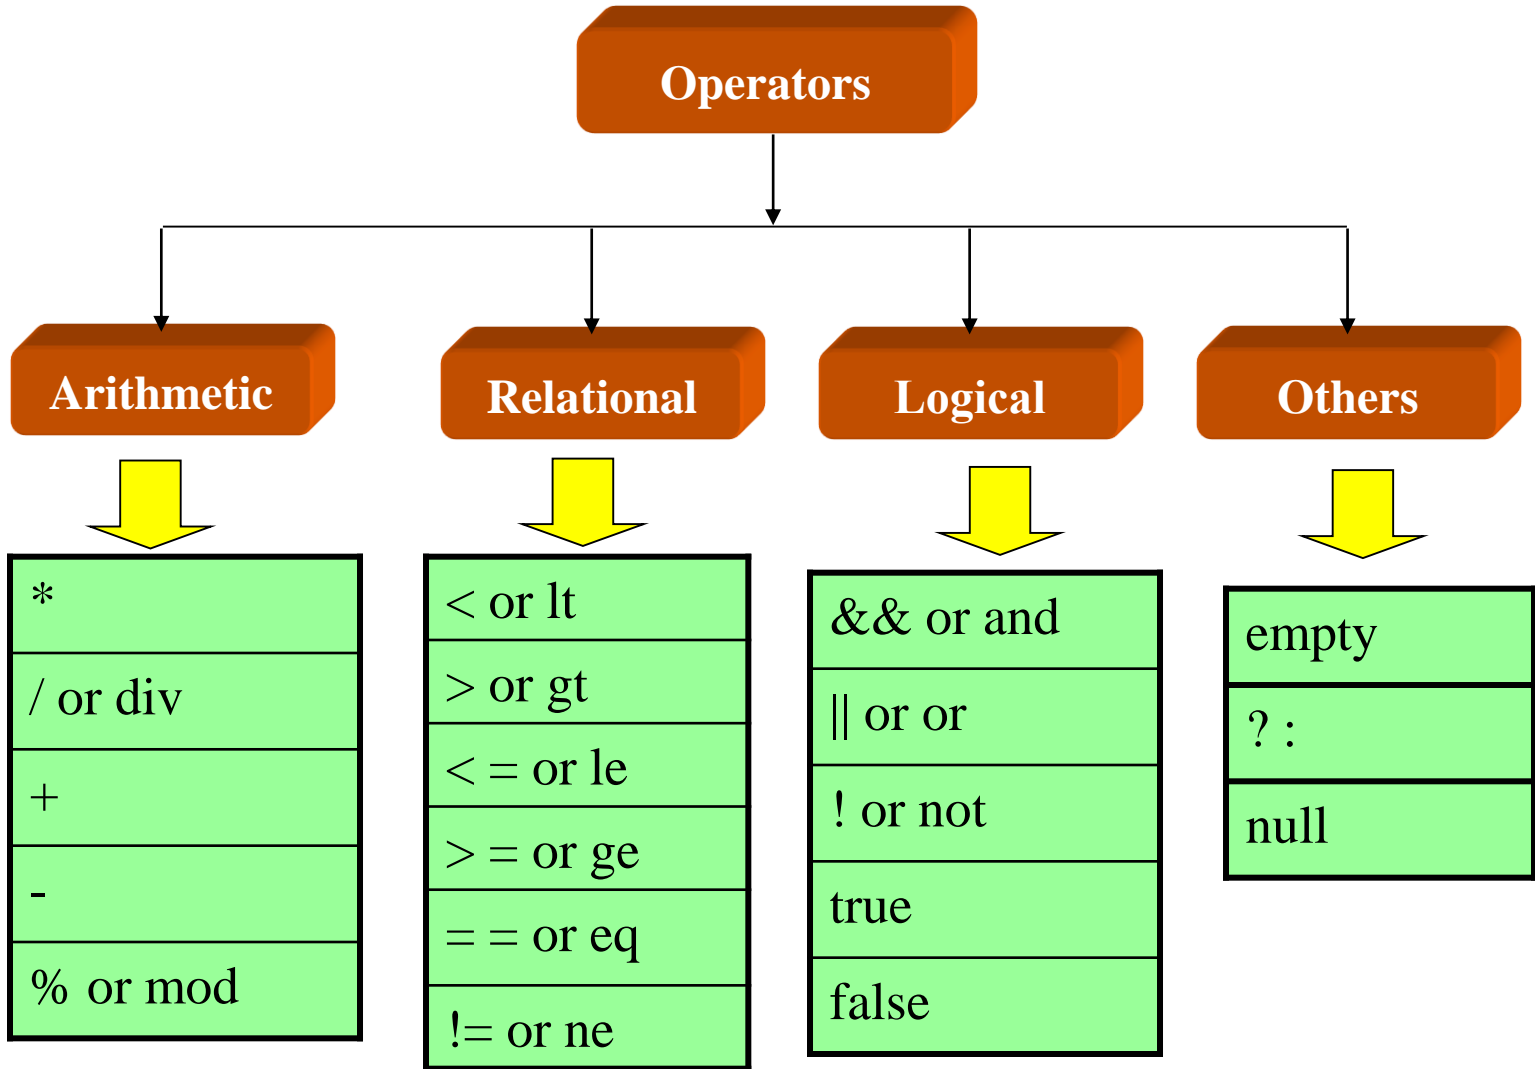 Operators
Arithmetic
Relational
Logical
Others
*
/ or div
+
-
% or mod
< or lt
> or gt
< = or le
> = or ge
= = or eq
!= or ne
&& or and
|| or or
! or not
true
false
empty
? :
null